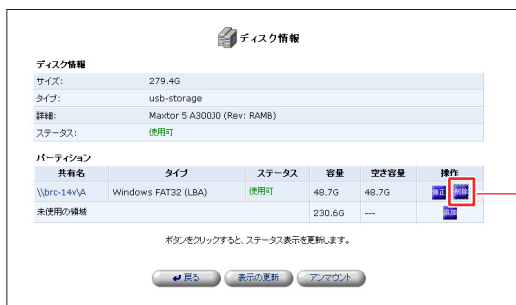 ディスク情報
ディスク情報
サイズ: 279.4G
タイプ: usb-storage
詳細: Maxtor 5 A300J0 (Rev: RAMB)
ステータス: 使用可
パーティション
共有名 タイプ ステータス 容量 空き容量 操作
\\brc-14v\A Windows FAT32 (LBA) 使用可 48.7G 48.7G 修正 削除
未使用の領域 230.6G --- 追加
ボタンをクリックすると、ステータス表示を更新します。
戻る 表示の更新 アンマウント